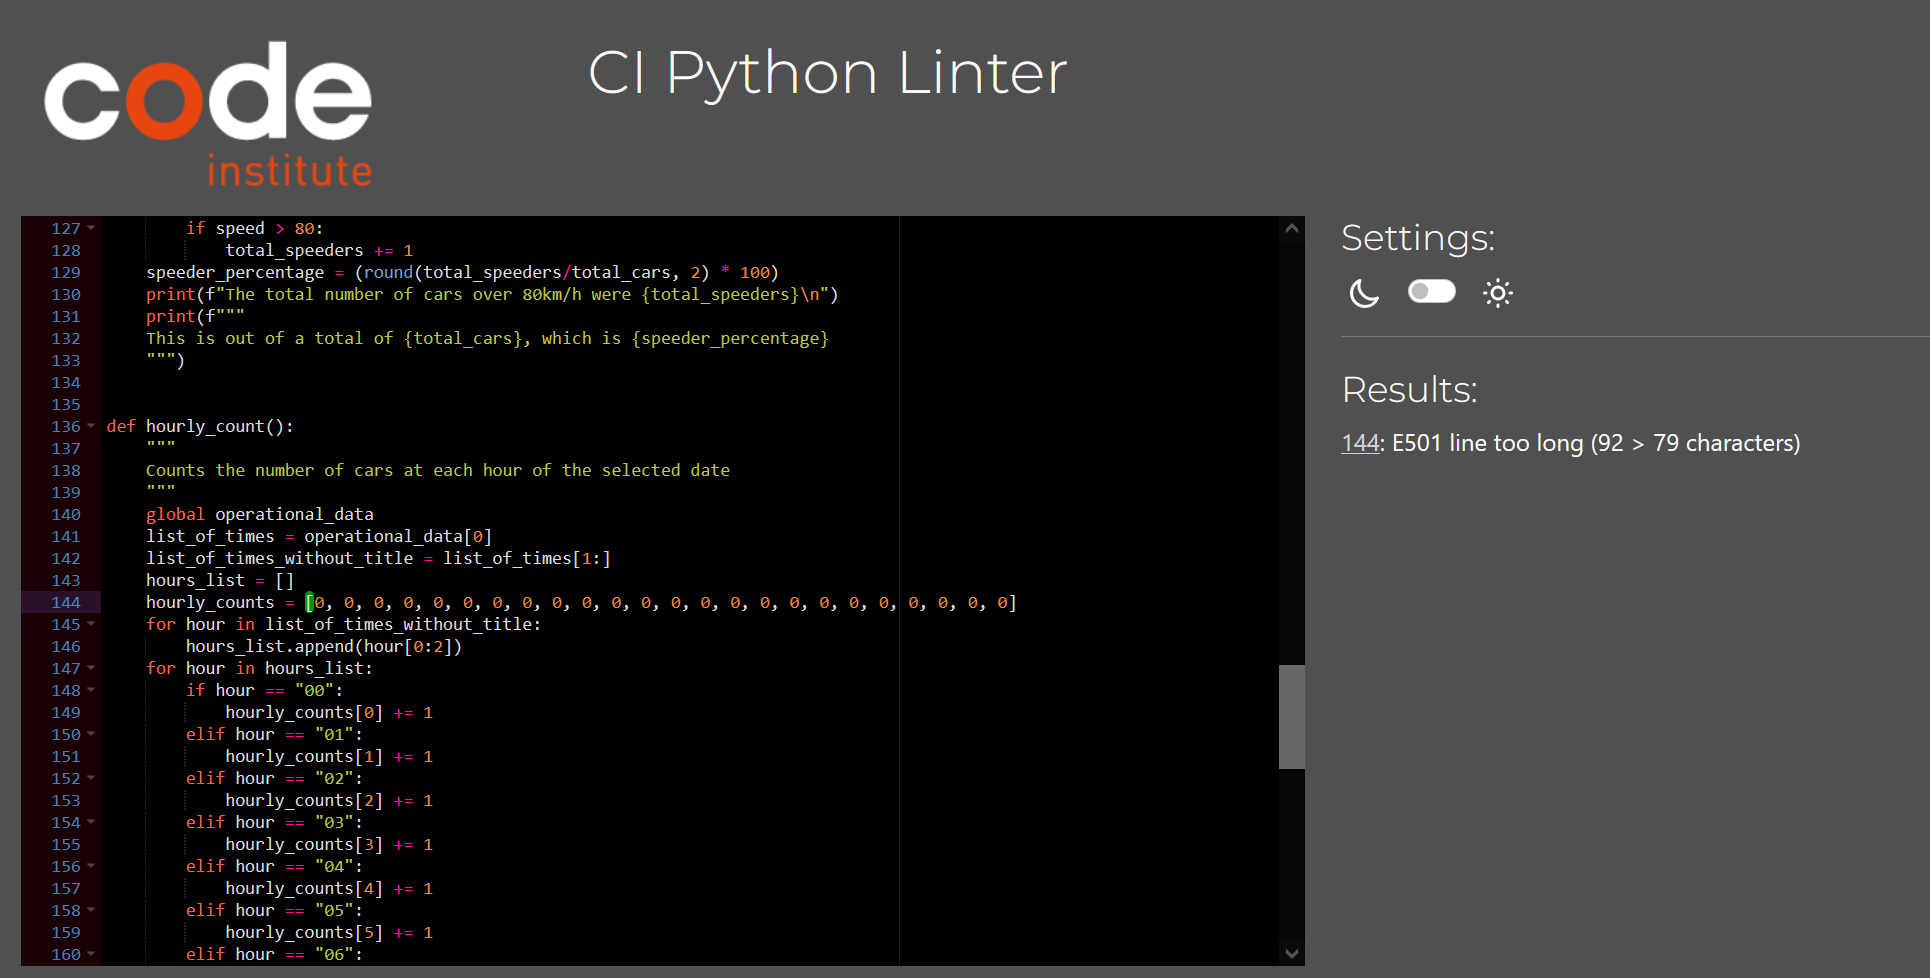 code
institute
CI Python Linter
127 if speed > 80:
128 total_speeders += 1
129 speeder_percentage = (round(total_speeders/total_cars, 2) * 100)
130 print(f"The total number of cars over 80km/h were {total_speeders}\n")
131 print(f"""
132 This is out of a total of {total_cars}, which is {speeder_percentage}
133 """)
134
135
136 def hourly_count():
137 """
138 Counts the number of cars at each hour of the selected date
139 """
140 global operational_data
141 list_of_times = operational_data[0]
142 list_of_times_without_title = list_of_times[1:]
143 hours_list = []
144 hourly_counts = [0, 0, 0, 0, 0, 0, 0, 0, 0, 0, 0, 0, 0, 0, 0, 0, 0, 0, 0, 0, 0, 0, 0, 0]
145 for hour in list_of_times_without_title:
146 hours_list.append(hour[0:2])
147 for hour in hours_list:
148 if hour == "00":
149 hourly_counts[0] += 1
150 elif hour == "01":
151 hourly_counts[1] += 1
152 elif hour == "02":
153 hourly_counts[2] += 1
154 elif hour == "03":
155 hourly_counts[3] += 1
156 elif hour == "04":
157 hourly_counts[4] += 1
158 elif hour == "05":
159 hourly_counts[5] += 1
160 elif hour == "06":
Settings:
Results:
144: E501 line too long (92 > 79 characters)